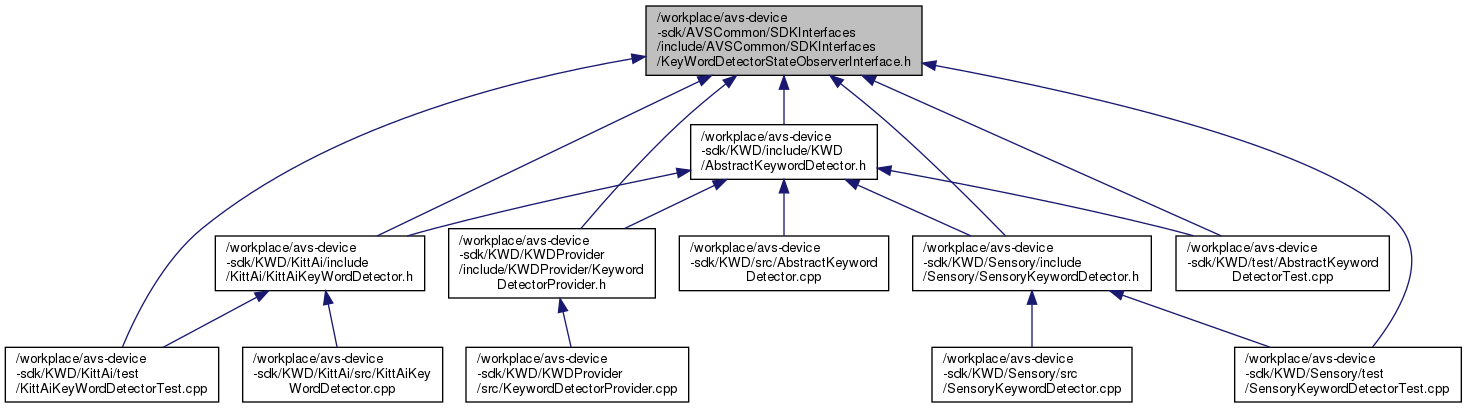 /workplace/avs-device
-sdk/AVSCommon/SDKInterfaces
/include/AVSCommon/SDKInterfaces
/KeyWordDetectorStateObserverInterface.h
/workplace/avs-device
-sdk/KWD/include/KWD
/AbstractKeywordDetector.h
/workplace/avs-device
-sdk/KWD/KittAi/include
/KittAi/KittAiKeyWordDetector.h
/workplace/avs-device
-sdk/KWD/KWDProvider
/include/KWDProvider/Keyword
DetectorProvider.h
/workplace/avs-device
-sdk/KWD/src/AbstractKeyword
Detector.cpp
/workplace/avs-device
-sdk/KWD/Sensory/include
/Sensory/SensoryKeywordDetector.h
/workplace/avs-device
-sdk/KWD/test/AbstractKeyword
DetectorTest.cpp
/workplace/avs-device
-sdk/KWD/KittAi/test
/KittAiKeyWordDetectorTest.cpp
/workplace/avs-device
-sdk/KWD/KittAi/src/KittAiKey
WordDetector.cpp
/workplace/avs-device
-sdk/KWD/KWDProvider
/src/KeywordDetectorProvider.cpp
/workplace/avs-device
-sdk/KWD/Sensory/src
/SensoryKeywordDetector.cpp
/workplace/avs-device
-sdk/KWD/Sensory/test
/SensoryKeywordDetectorTest.cpp